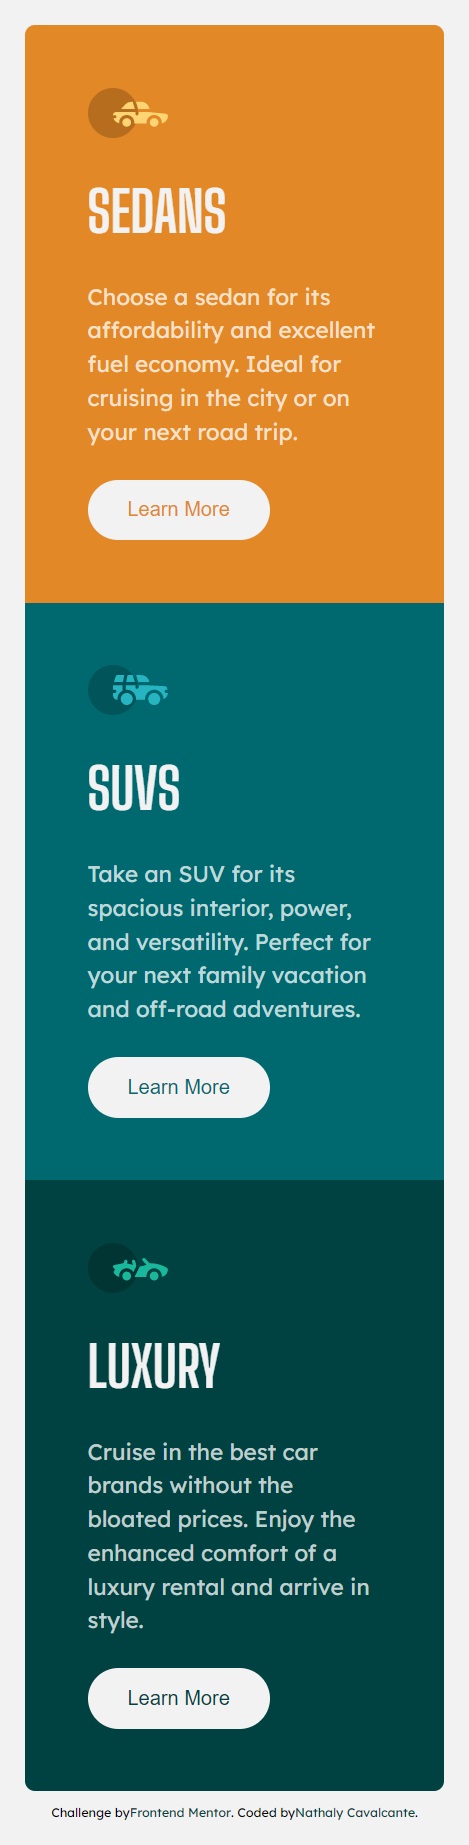 SEDANS
Choose a sedan for its
affordability and excellent
fuel economy. Ideal for
cruising in the city or on
your next road trip.
Learn More
SUVS
Take an SUV for its
spacious interior, power,
and versatility. Perfect for
your next family vacation
and off-road adventures.
Learn More
LUXURY
Cruise in the best car
brands without the
bloated prices. Enjoy the
enhanced comfort of a
luxury rental and arrive in
style.
Learn More
Challenge byFrontend Mentor. Coded byNathaly Cavalcante.